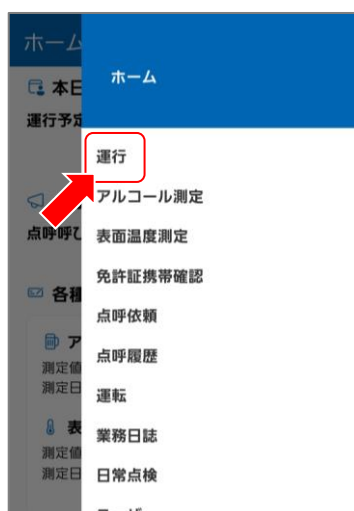 ホーム
ホーム
本日
運行予定
運行
アルコール測定
点呼呼び
表面温度測定
免許証携帯確認
各種
点呼依頼
点呼履歴
ア
測定値
測定日
運転
業務日誌
表
測定値
測定日
日常点検